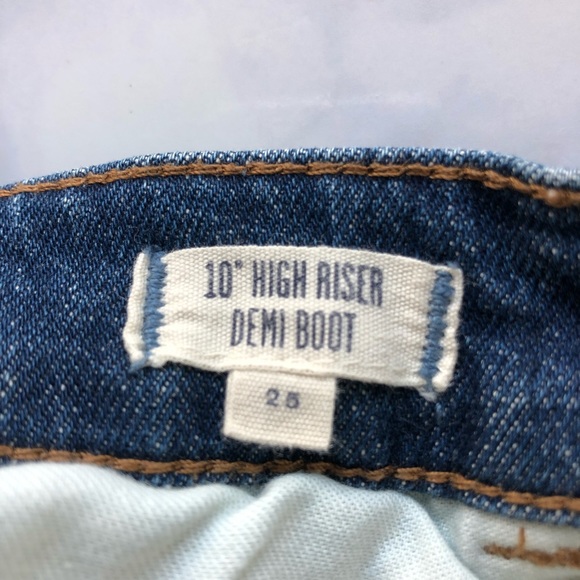 10" HIGH RISER
DEMI BOOT
25